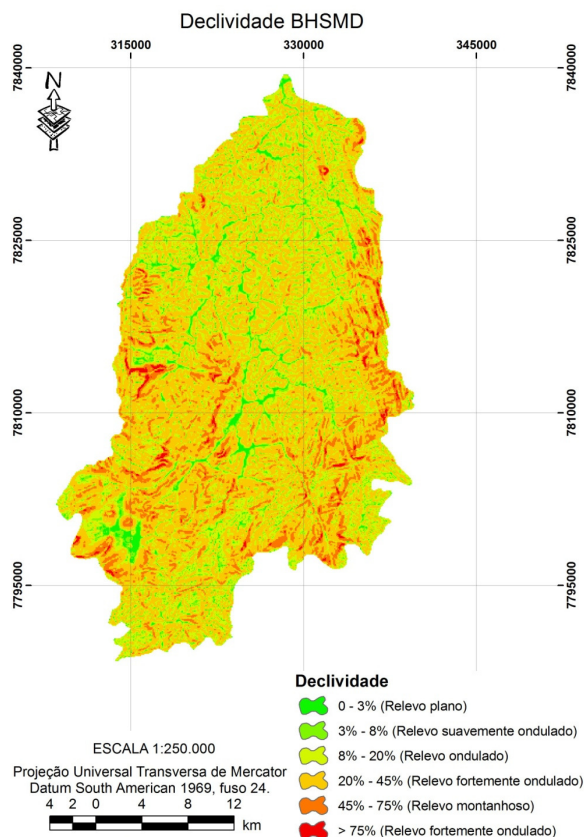 Declividade BHSMD
315000 330000 345000
7840000 7840000
N
7825000 7825000
7810000 7810000
7795000 7795000
Declividade
0 - 3% (Relevo plano)
3% - 8% (Relevo suavemente ondulado)
8% - 20% (Relevo ondulado)
20% - 45% (Relevo fortemente ondulado)
45% - 75% (Relevo montanhoso)
> 75% (Relevo fortemente ondulado)
ESCALA 1:250.000
Projeção Universal Transversa de Mercator
Datum South American 1969, fuso 24.
4 2 0 4 8 12
km